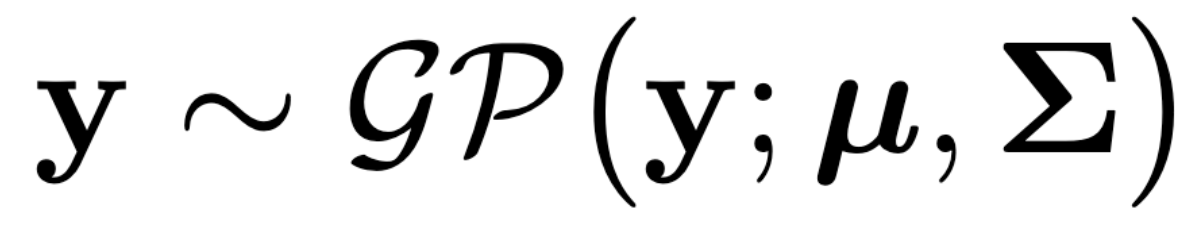 𝐲 ∼ 𝒢𝒫(𝐲; 𝝁, 𝚺)